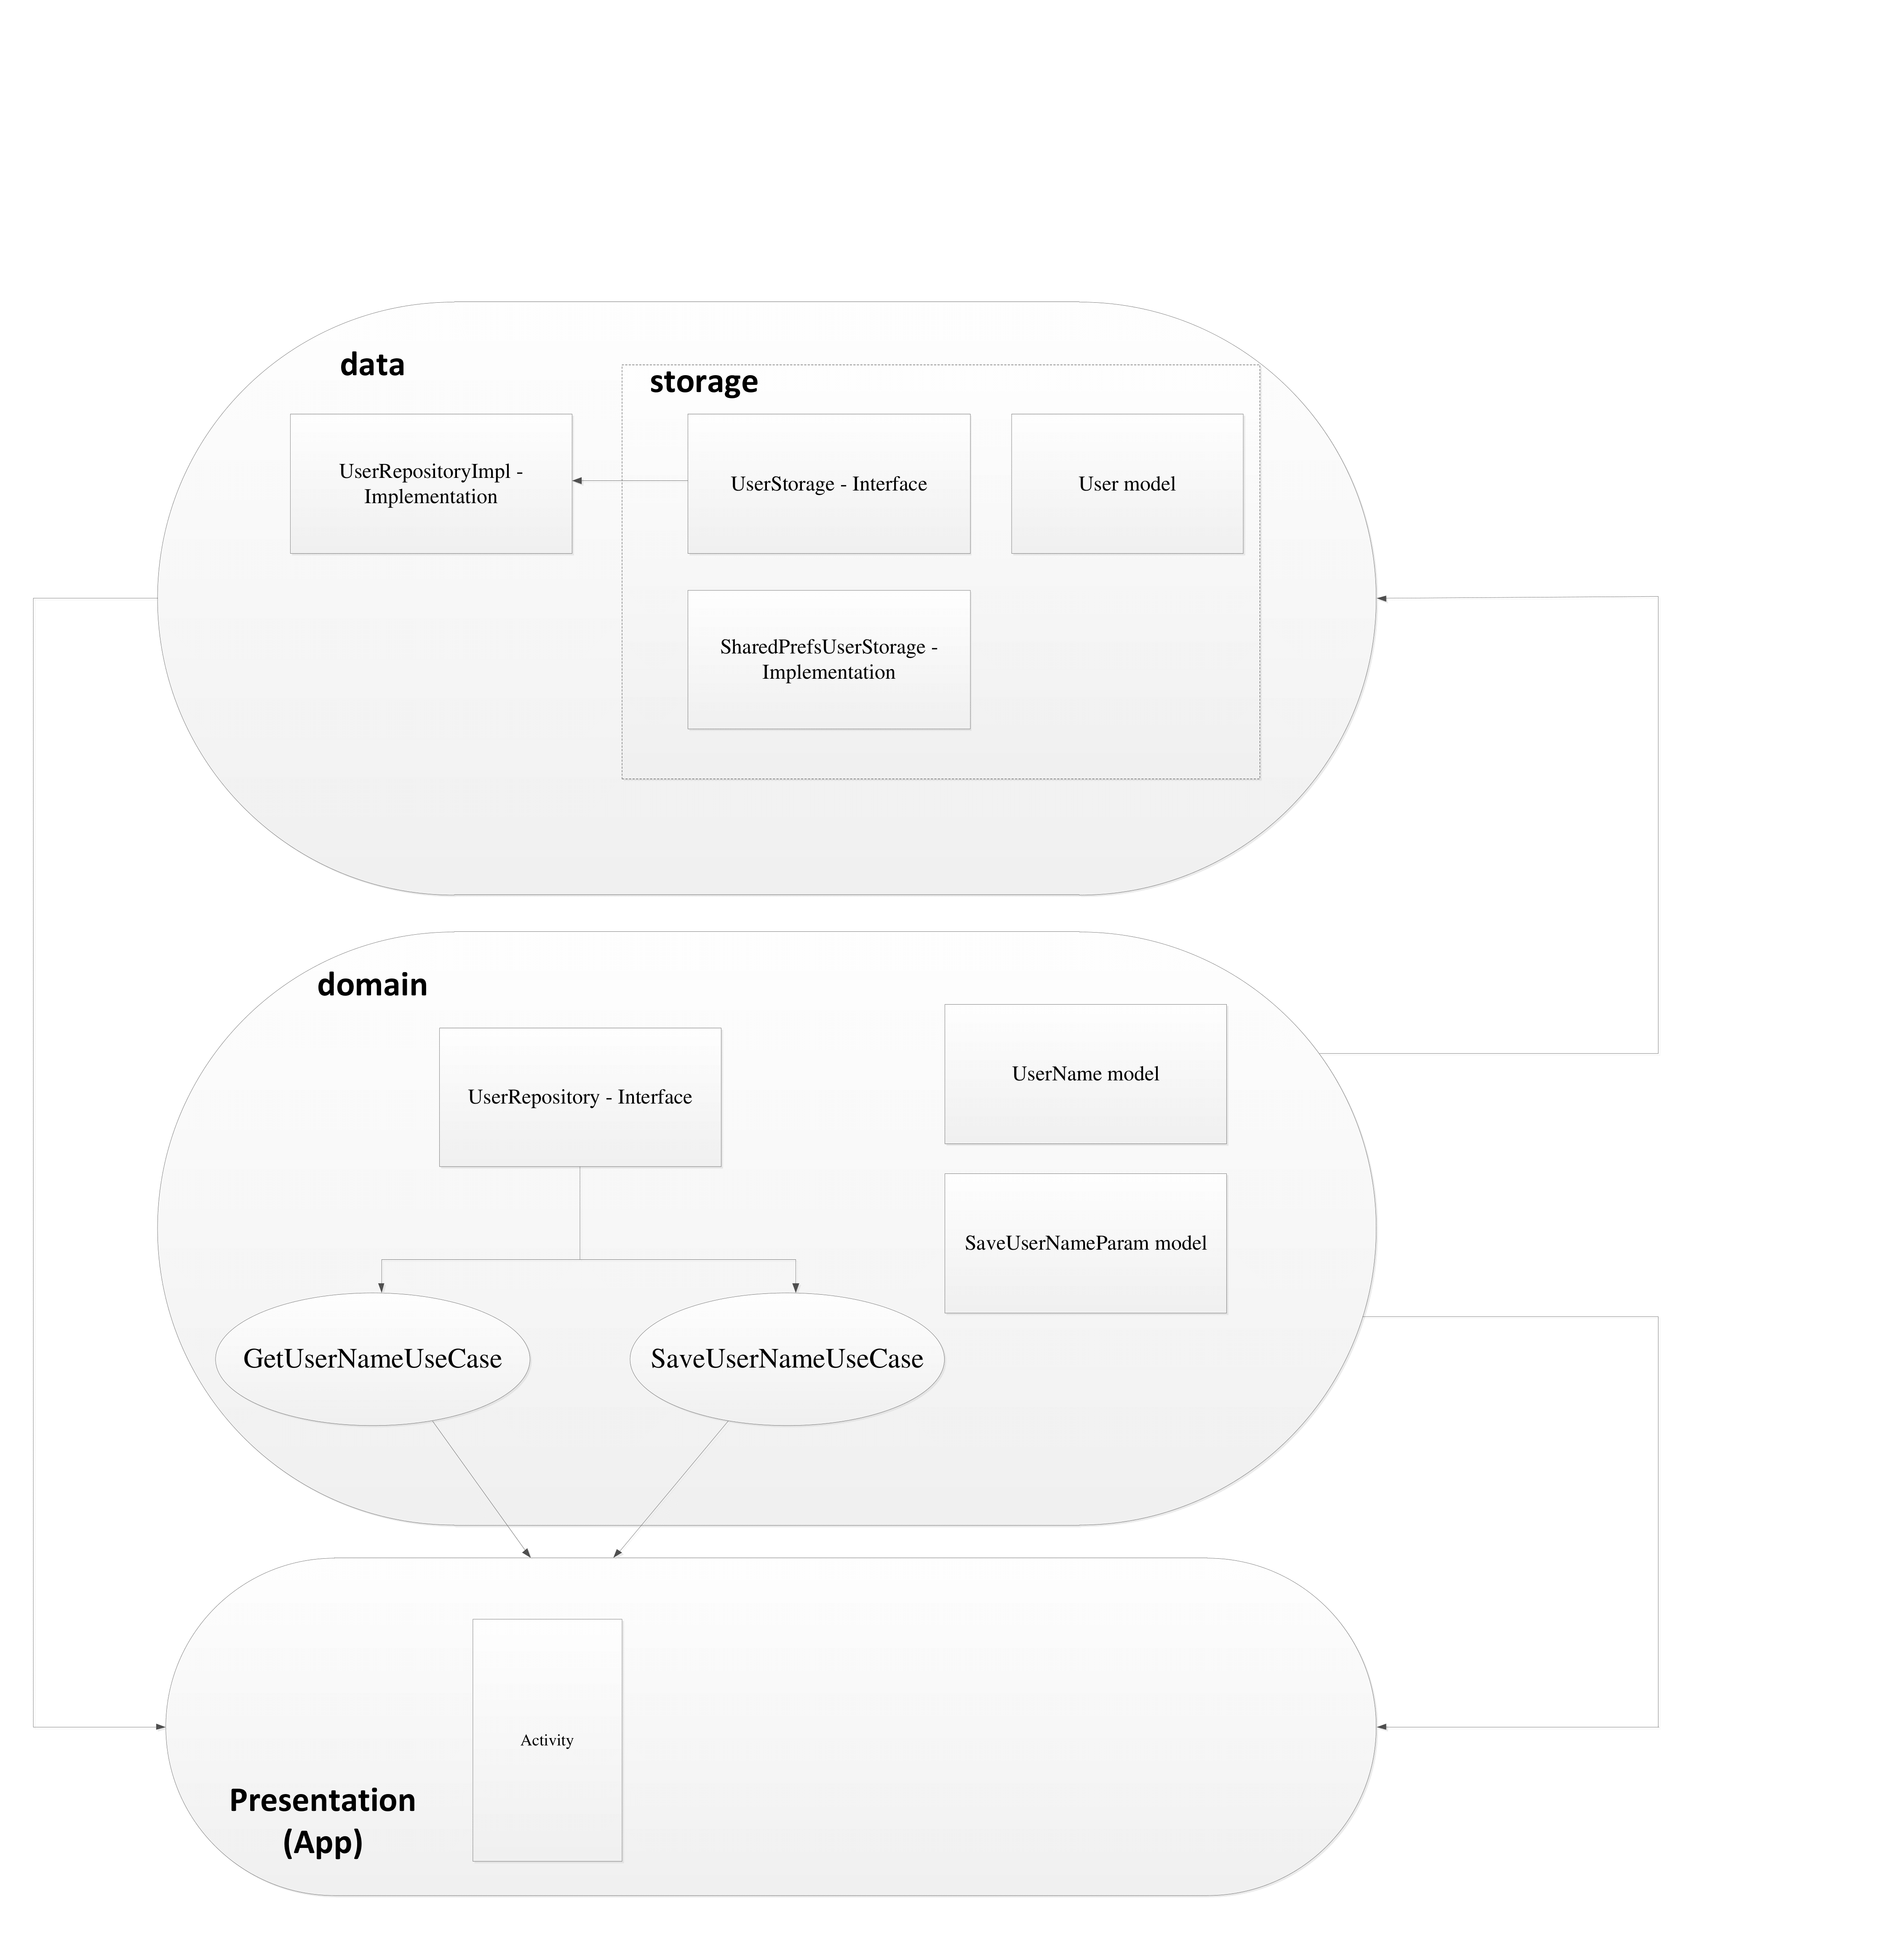 data
storage
UserRepositoryImpl -
Implementation
UserStorage - Interface
User model
SharedPrefsUserStorage -
Implementation
domain
UserRepository - Interface
UserName model
SaveUserNameParam model
GetUserNameUseCase
SaveUserNameUseCase
Activity
Presentation
(App)